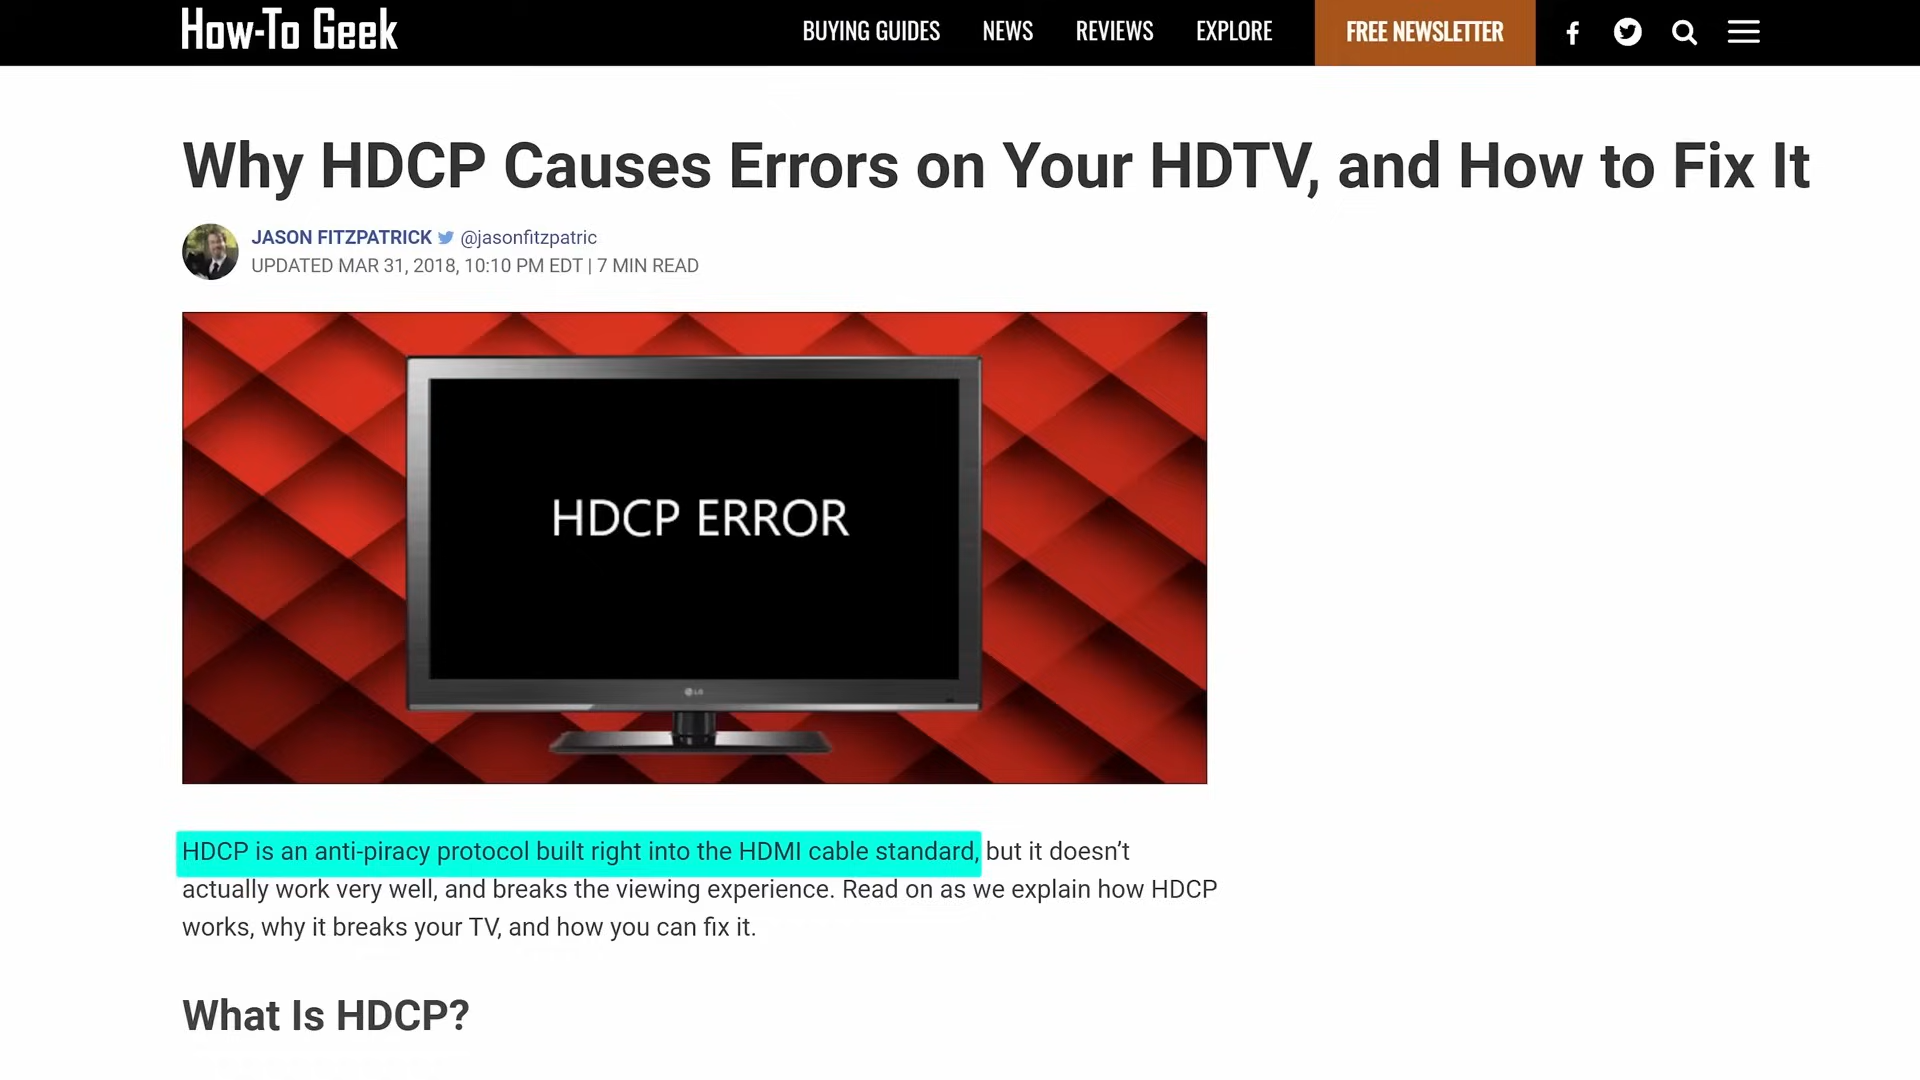 How-To Geek
BUYING GUIDES NEWS REVIEWS EXPLORE FREE NEWSLETTER
Why HDCP Causes Errors on Your HDTV, and How to Fix It
JASON FITZPATRICK @jasonfitzpatric
UPDATED MAR 31, 2018, 10:10 PM EDT | 7 MIN READ
HDCP ERROR
LG
HDCP is an anti-piracy protocol built right into the HDMI cable standard, but it doesn’t
actually work very well, and breaks the viewing experience. Read on as we explain how HDCP
works, why it breaks your TV, and how you can fix it.
What Is HDCP?